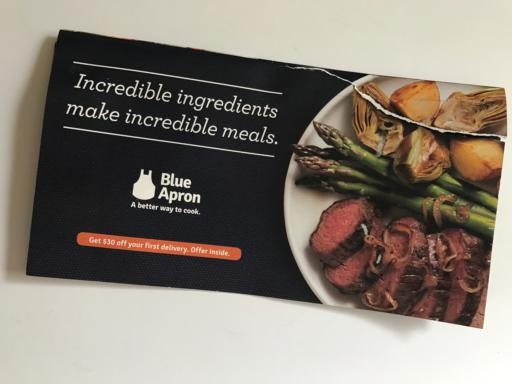 Incredible ingredients
make incredible meals.
Blue
Apron
A better way to cook.
Get $30 off your first delivery. Offer inside.